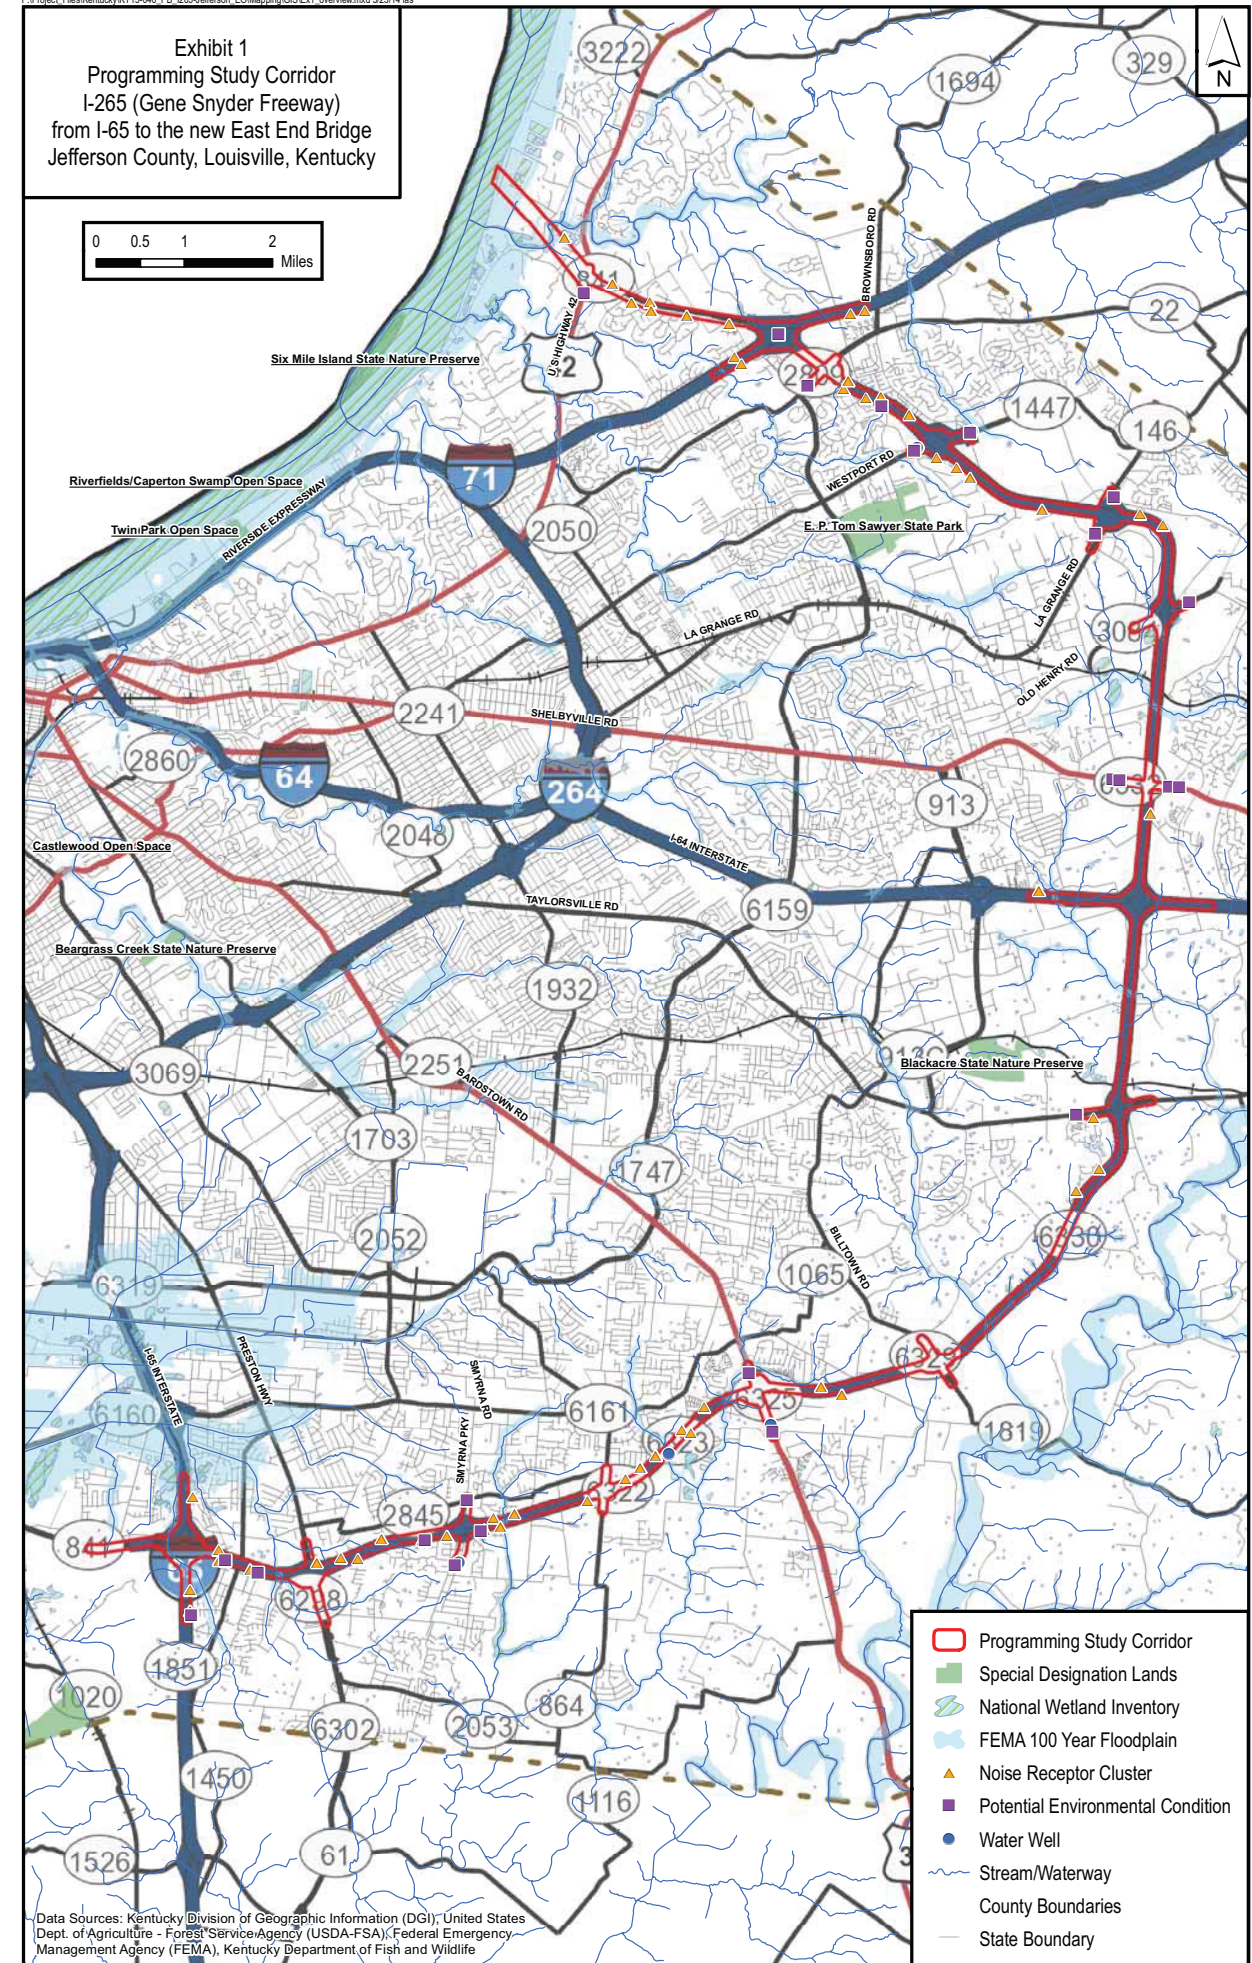 Exhibit 1
Programming Study Corridor
I-265 (Gene Snyder Freeway)
from I-65 to the new East End Bridge
Jefferson County, Louisville, Kentucky
N
0 0.5 1 2
Miles
3222
1694
329
BROWNSBORO RD
841
U S HIGHWAY 42
22
Six Mile Island State Nature Preserve
1447
146
WESTPORT RD
71
Riverfields/Caperton Swamp Open Space
RIVERSIDE EXPRESSWAY
Twin Park Open Space
2050
E. P. Tom Sawyer State Park
LA GRANGE RD
LA GRANGE RD
OLD HENRY RD
2241
SHELBYVILLE RD
2860
64
264
913
2048
I-64 INTERSTATE
Castlewood Open Space
TAYLORSVILLE RD
6159
Beargrass Creek State Nature Preserve
1932
3069
2251
BARDSTOWN RD
Blackacre State Nature Preserve
1703
1747
2052
BILLTOWN RD
1065
6330
6319
I-65 INTERSTATE
PRESTON HWY
SMYRNA RD
SMYRNA PKY
6160
6161
1819
2845
841
1851
1020
6302
2053
864
1450
1116
1526
61
Programming Study Corridor
Special Designation Lands
National Wetland Inventory
FEMA 100 Year Floodplain
Noise Receptor Cluster
Potential Environmental Condition
Water Well
Stream/Waterway
County Boundaries
State Boundary
Data Sources: Kentucky Division of Geographic Information (DGI), United States
Dept. of Agriculture - Forest Service Agency (USDA-FSA), Federal Emergency
Management Agency (FEMA), Kentucky Department of Fish and Wildlife